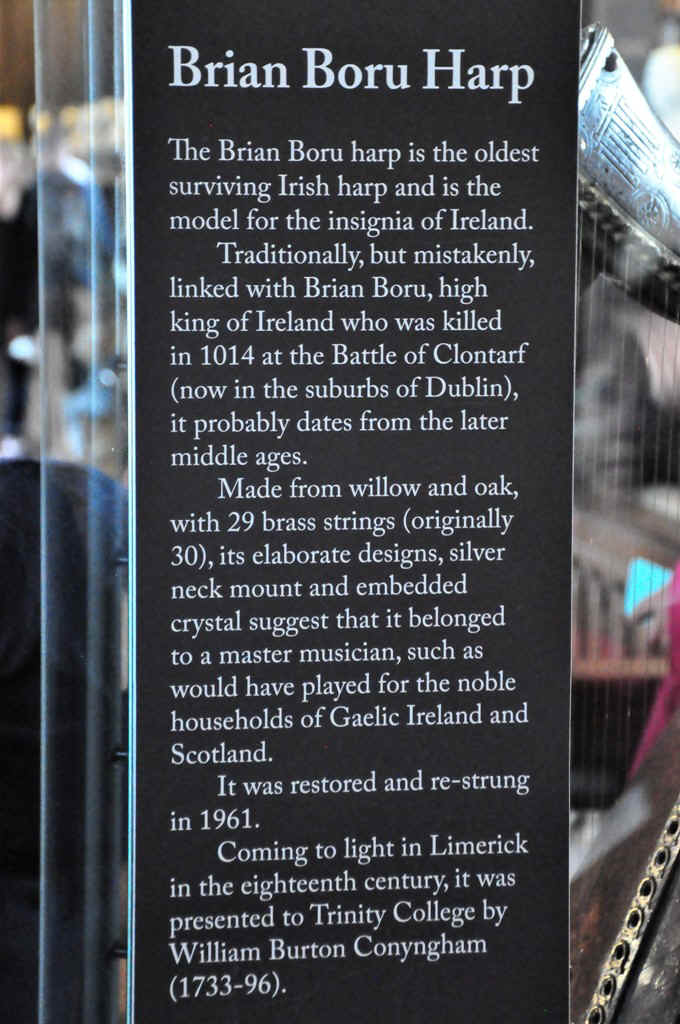 Brian Boru Harp
The Brian Boru harp is the oldest
surviving Irish harp and is the
model for the insignia of Ireland.
Traditionally, but mistakenly,
linked with Brian Boru, high
king of Ireland who was killed
in 1014 at the Battle of Clontarf
(now in the suburbs of Dublin),
it probably dates from the later
middle ages.
Made from willow and oak,
with 29 brass strings (originally
30), its elaborate designs, silver
neck mount and embedded
crystal suggest that it belonged
to a master musician, such as
would have played for the noble
households of Gaelic Ireland and
Scotland.
It was restored and re-strung
in 1961.
Coming to light in Limerick
in the eighteenth century, it was
presented to Trinity College by
William Burton Conyngham
(1733-96).